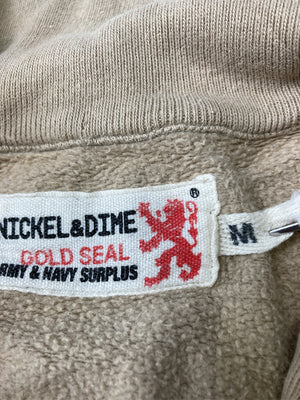 NICKEL&DIME
GOLD SEAL
ARMY & NAVY SURPLUS
®
M